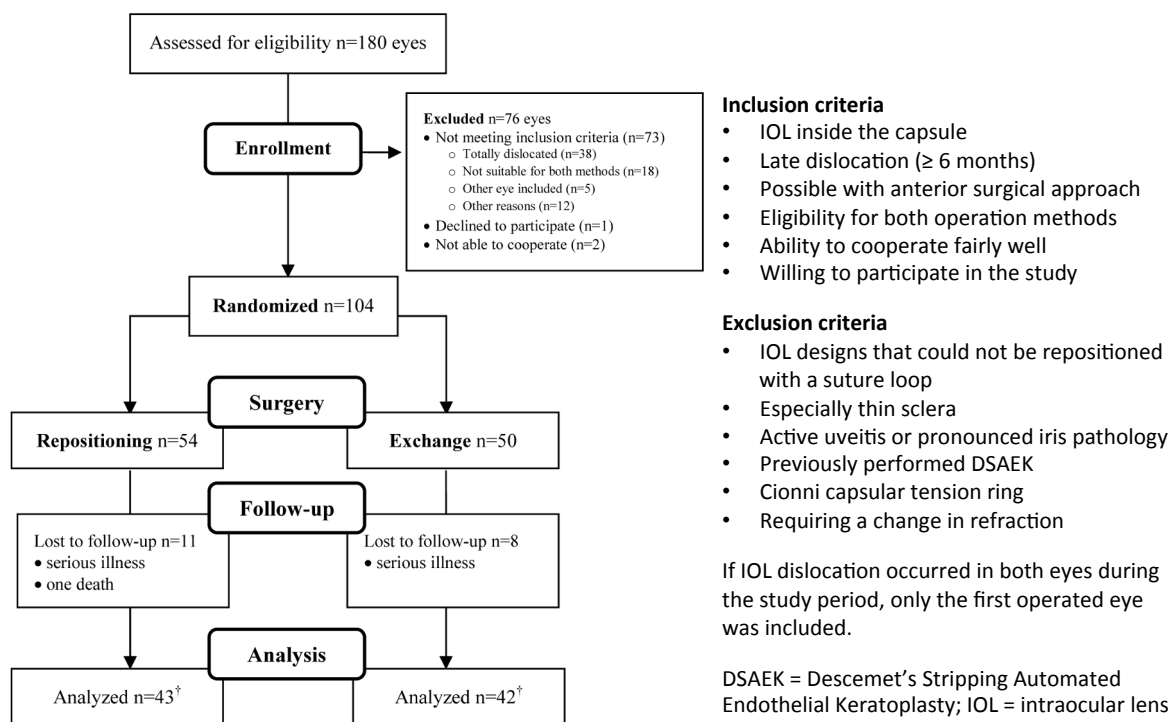 Assessed for eligibility n=180 eyes
Enrollment
Excluded n=76 eyes
• Not meeting inclusion criteria (n=73)
o Totally dislocated (n=38)
o Not suitable for both methods (n=18)
o Other eye included (n=5)
o Other reasons (n=12)
• Declined to participate (n=1)
• Not able to cooperate (n=2)
Randomized n=104
Surgery
Repositioning n=54
Exchange n=50
Follow-up
Lost to follow-up n=11
• serious illness
• one death
Lost to follow-up n=8
• serious illness
Analysis
Analyzed n=43†
Analyzed n=42†
Inclusion criteria
• IOL inside the capsule
• Late dislocation (≥ 6 months)
• Possible with anterior surgical approach
• Eligibility for both operation methods
• Ability to cooperate fairly well
• Willing to participate in the study
Exclusion criteria
• IOL designs that could not be repositioned
with a suture loop
• Especially thin sclera
• Active uveitis or pronounced iris pathology
• Previously performed DSAEK
• Cionni capsular tension ring
• Requiring a change in refraction
If IOL dislocation occurred in both eyes during
the study period, only the first operated eye
was included.
DSAEK = Descemet's Stripping Automated
Endothelial Keratoplasty; IOL = intraocular lens